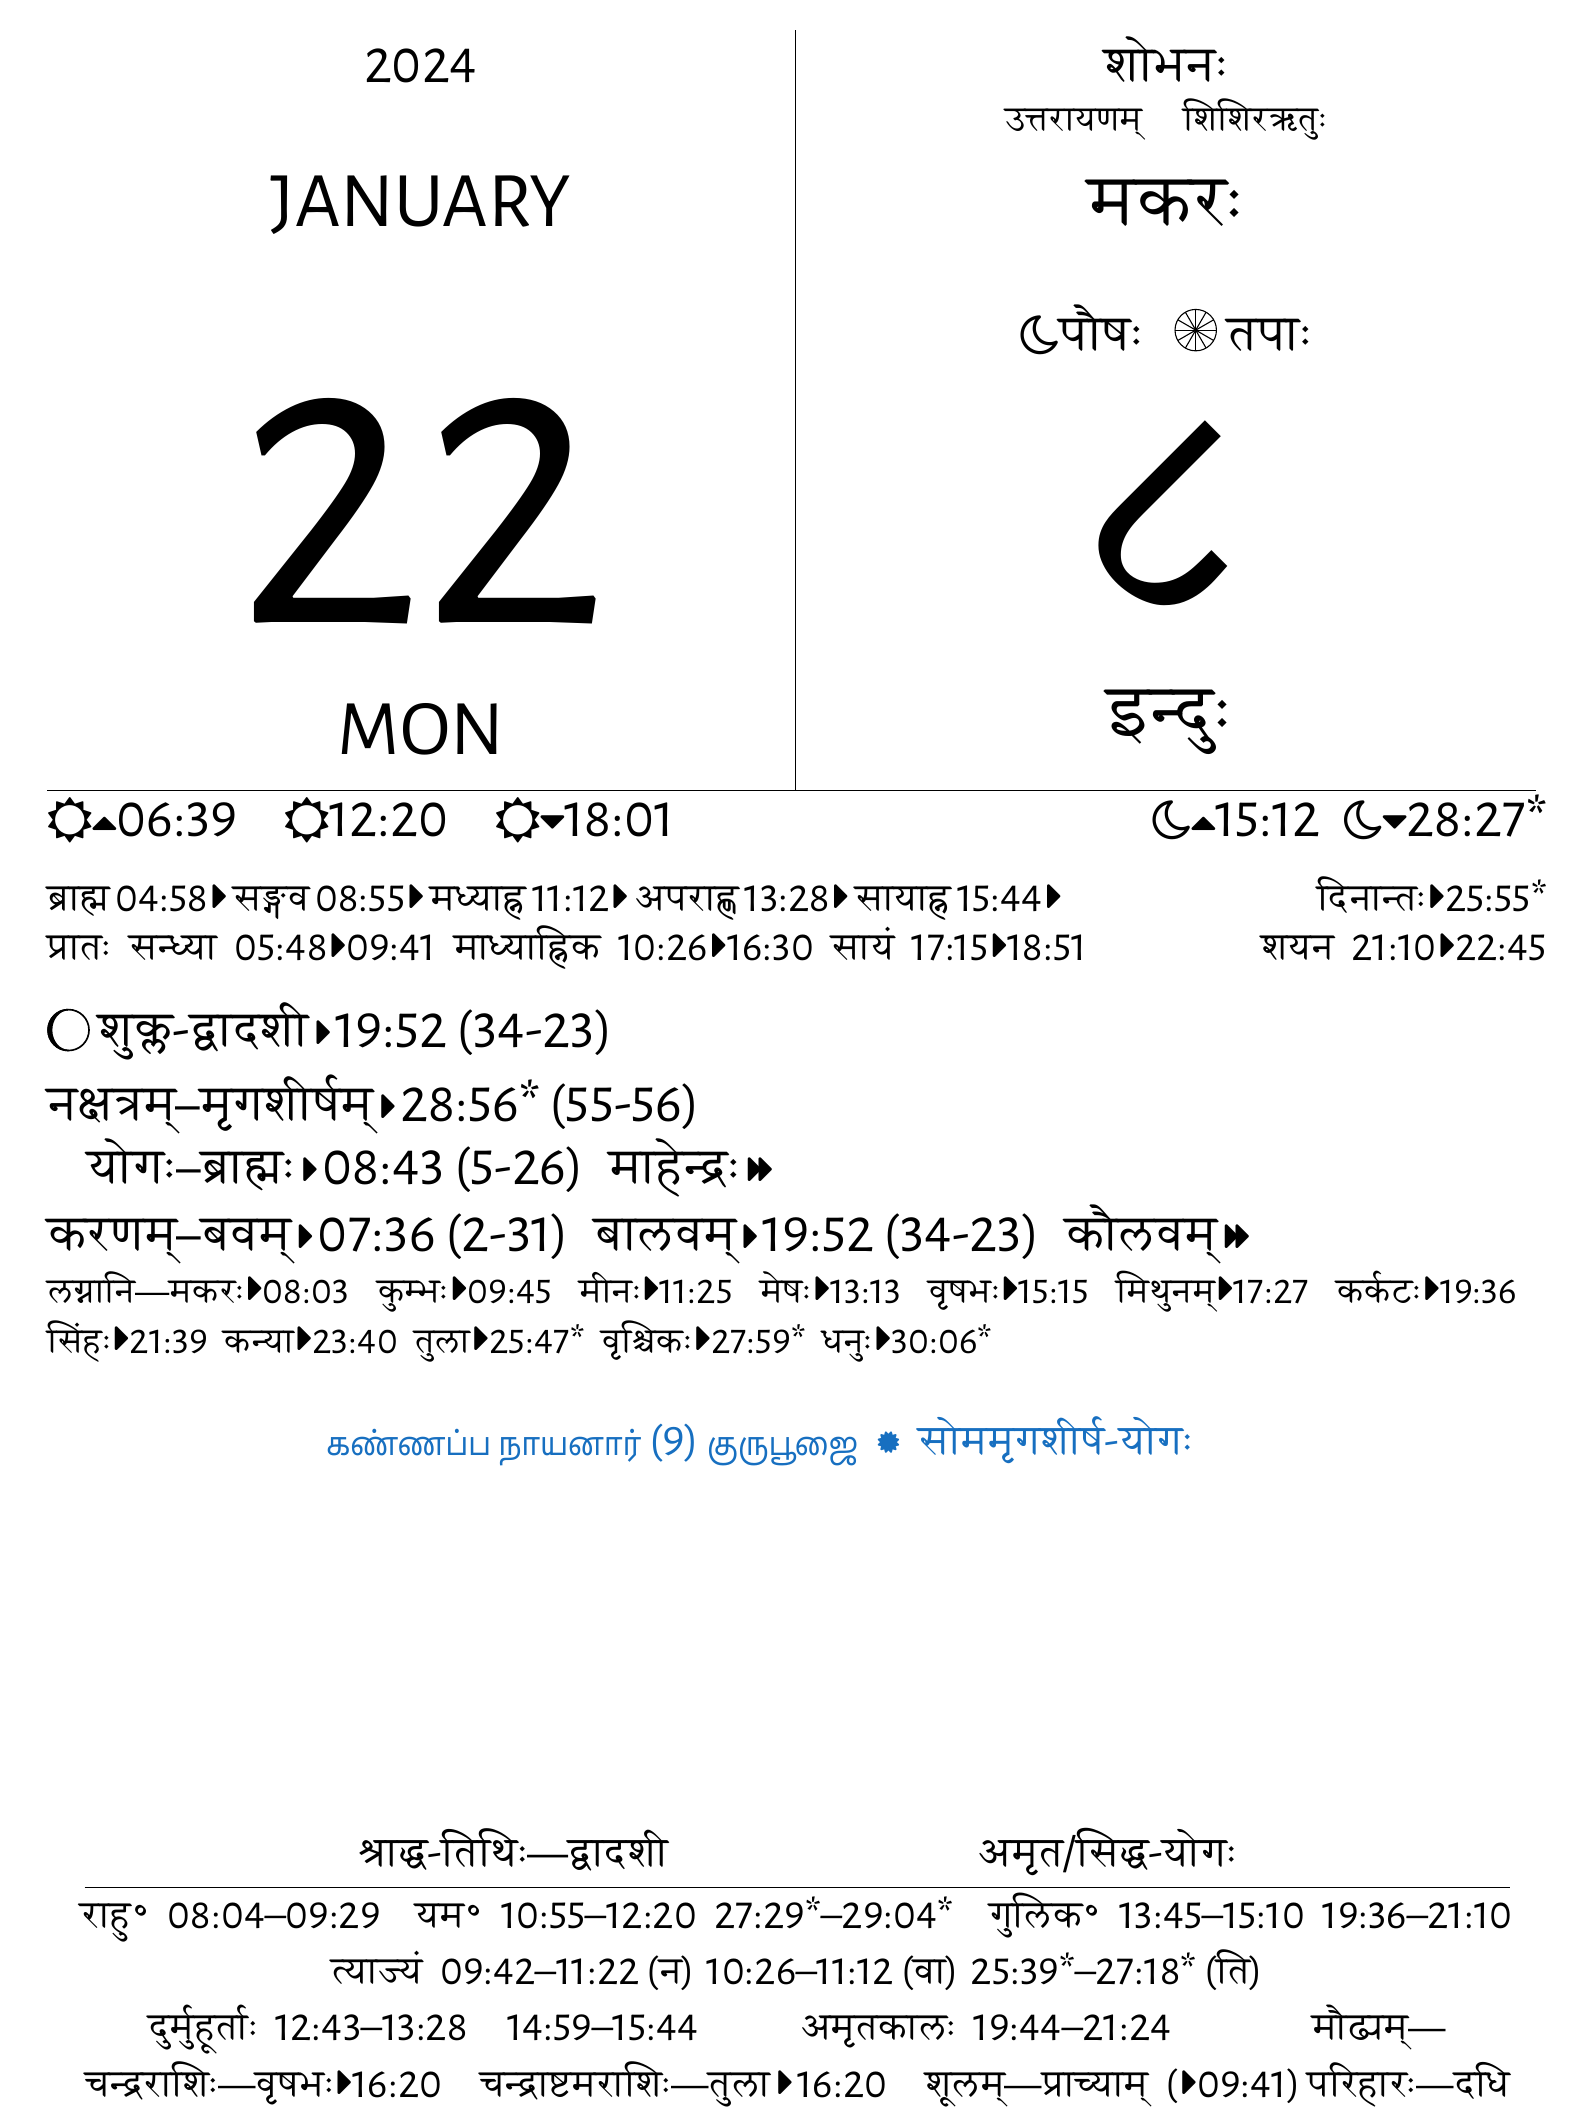 2024
JANUARY
22
MON
शोभनः
उत्तरायणम् शिशिरऋतुः
मकरः
पौषः तपाः
८
इन्दुः
06:39 12:20 18:01 15:12 28:27*
ब्राह्म 04:58 सङ्गव 08:55 मध्याह्न 11:12 अपराह्ण 13:28 सायाह्न 15:44 दिनान्तः 25:55*
प्रातः सन्ध्या 05:48 09:41 माध्याह्निक 10:26 16:30 सायं 17:15 18:51 शयन 21:10 22:45
शुक्ल-द्वादशी 19:52 (34-23)
नक्षत्रम्–मृगशीर्षम् 28:56* (55-56)
योगः–ब्राह्मः 08:43 (5-26) माहेन्द्रः
करणम्–बवम् 07:36 (2-31) बालवम् 19:52 (34-23) कौलवम्
लग्नानि—मकरः 08:03 कुम्भः 09:45 मीनः 11:25 मेषः 13:13 वृषभः 15:15 मिथुनम् 17:27 कर्कटः 19:36
सिंहः 21:39 कन्या 23:40 तुला 25:47* वृश्चिकः 27:59* धनुः 30:06*
கண்ணப்ப நாயனார் (9) குருபூஜை ✹ सोममृगशीर्ष-योगः
श्राद्ध-तिथिः—द्वादशी अमृत/सिद्ध-योगः
राहु° 08:04–09:29 यम° 10:55–12:20 27:29*–29:04* गुलिक° 13:45–15:10 19:36–21:10
त्याज्यं 09:42–11:22 (न) 10:26–11:12 (वा) 25:39*–27:18* (ति)
दुर्मुहूर्ताः 12:43–13:28 14:59–15:44 अमृतकालः 19:44–21:24 मौढ्यम्—
चन्द्रराशिः—वृषभः 16:20 चन्द्राष्टमराशिः—तुला 16:20 शूलम्—प्राच्याम् ( 09:41) परिहारः—दधि